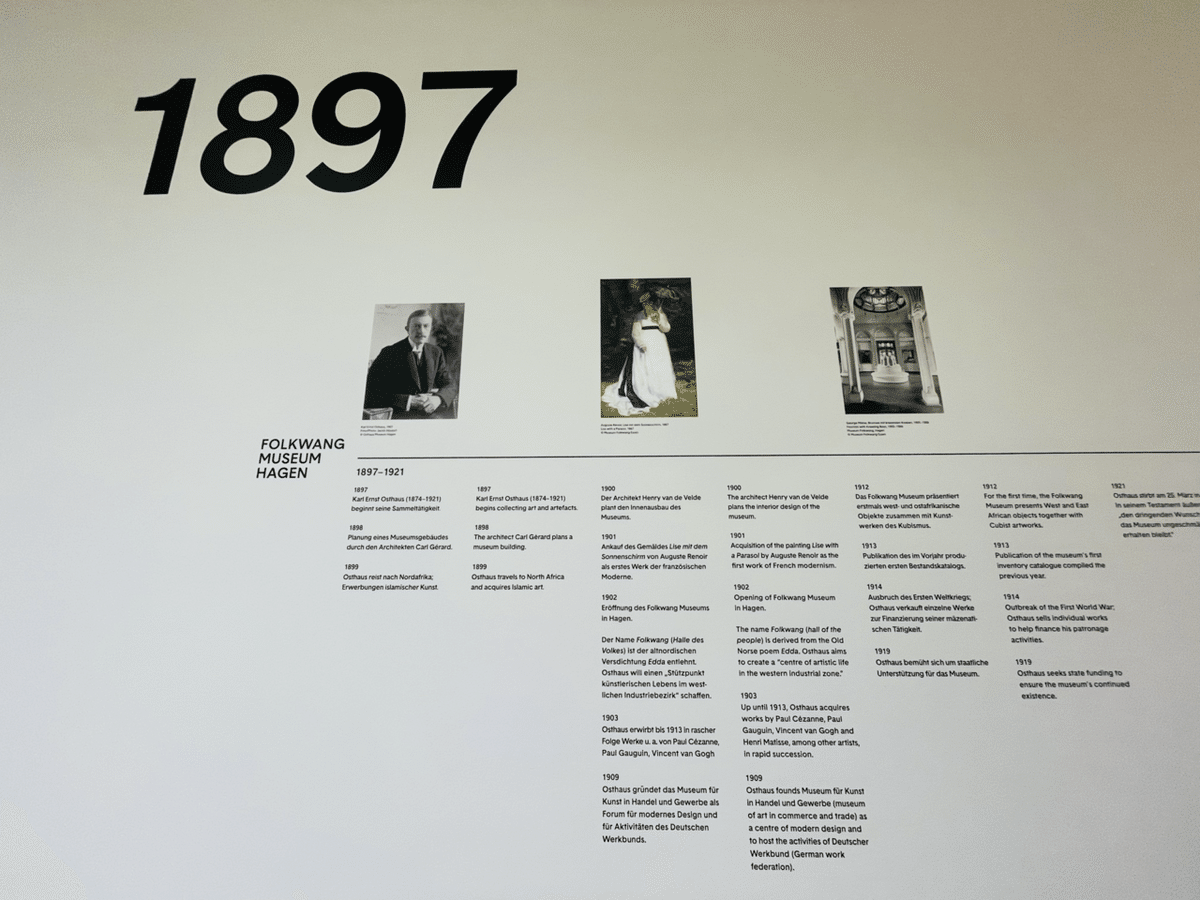 1897
FOLKWANG
MUSEUM
HAGEN
1897–1921
1897
Karl Ernst Osthaus (1874–1921)
beginnt seine Sammeltätigkeit
1898
Planung eines Museumsgebäudes
durch den Architekten Carl Gérard.
1899
Osthaus reist nach Nordafrika;
Erwerbungen islamischer Kunst.
1897
Karl Ernst Osthaus (1874–1921)
begins collecting art and artefacts.
1898
The architect Carl Gérard plans a
museum building.
1899
Osthaus travels to North Africa
and acquires Islamic art.
1900
Der Architekt Henry van de Velde
plant den Innenausbau des
Museums.
1901
Ankauf des Gemäldes Lise mit dem
Sonnenschirm von Auguste Renoir
als erstes Werk der französischen
Moderne.
1902
Eröffnung des Folkwang Museums
in Hagen.
Der Name Folkwang (Halle des
Volkes) ist der altnordischen
Versdichtung Edda entlehnt.
Osthaus will einen „Stützpunkt
künstlerischen Lebens im west-
lichen Industriebezirk“ schaffen.
1903
Osthaus erwirbt bis 1913 in rascher
Folge Werke u. a. von Paul Cézanne,
Paul Gauguin, Vincent van Gogh
1909
Osthaus gründet das Museum für
Kunst in Handel und Gewerbe als
Forum für modernes Design und
für Aktivitäten des Deutschen
Werkbunds.
1900
The architect Henry van de Velde
plans the interior design of the
museum.
1901
Acquisition of the painting Lise with
a Parasol by Auguste Renoir as the
first work of French modernism.
1902
Opening of Folkwang Museum
in Hagen.
The name Folkwang (hall of the
people) is derived from the Old
Norse poem Edda. Osthaus aims
to create a “centre of artistic life
in the western industrial zone.”
1903
Up until 1913, Osthaus acquires
works by Paul Cézanne, Paul
Gauguin, Vincent van Gogh and
Henri Matisse, among other artists,
in rapid succession.
1909
Osthaus founds Museum für Kunst
in Handel und Gewerbe (museum
of art in commerce and trade) as
a centre of modern design and
to host the activities of Deutscher
Werkbund (German work
federation).
1912
Das Folkwang Museum präsentiert
erstmals west- und ostafrikanische
Objekte zusammen mit Kunst-
werken des Kubismus.
1913
Publikation des im Vorjahr produ-
zierten ersten Bestandskatalogs.
1914
Ausbruch des Ersten Weltkriegs;
Osthaus verkauft einzelne Werke
zur Finanzierung seiner mäzenati-
schen Tätigkeit.
1919
Osthaus bemüht sich um staatliche
Unterstützung für das Museum.
1912
For the first time, the Folkwang
Museum presents West and East
African objects together with
Cubist artworks.
1913
Publication of the museum's first
inventory catalogue compiled the
previous year.
1914
Outbreak of the First World War;
Osthaus sells individual works
to help finance his patronage
activities.
1919
Osthaus seeks state funding to
ensure the museum's continued
existence.
1921
Osthaus stirbt am 25. März
In seinem Testament
„den dringenden Wunsch
das Museum
erhalten bleibt“